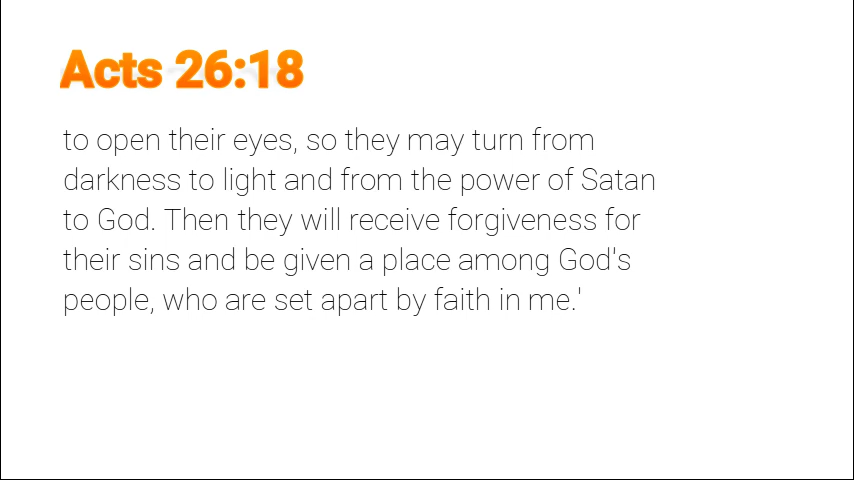 Acts 26:18
to open their eyes, so they may turn from
darkness to light and from the power of Satan
to God. Then they will receive forgiveness for
their sins and be given a place among God's
people, who are set apart by faith in me.'